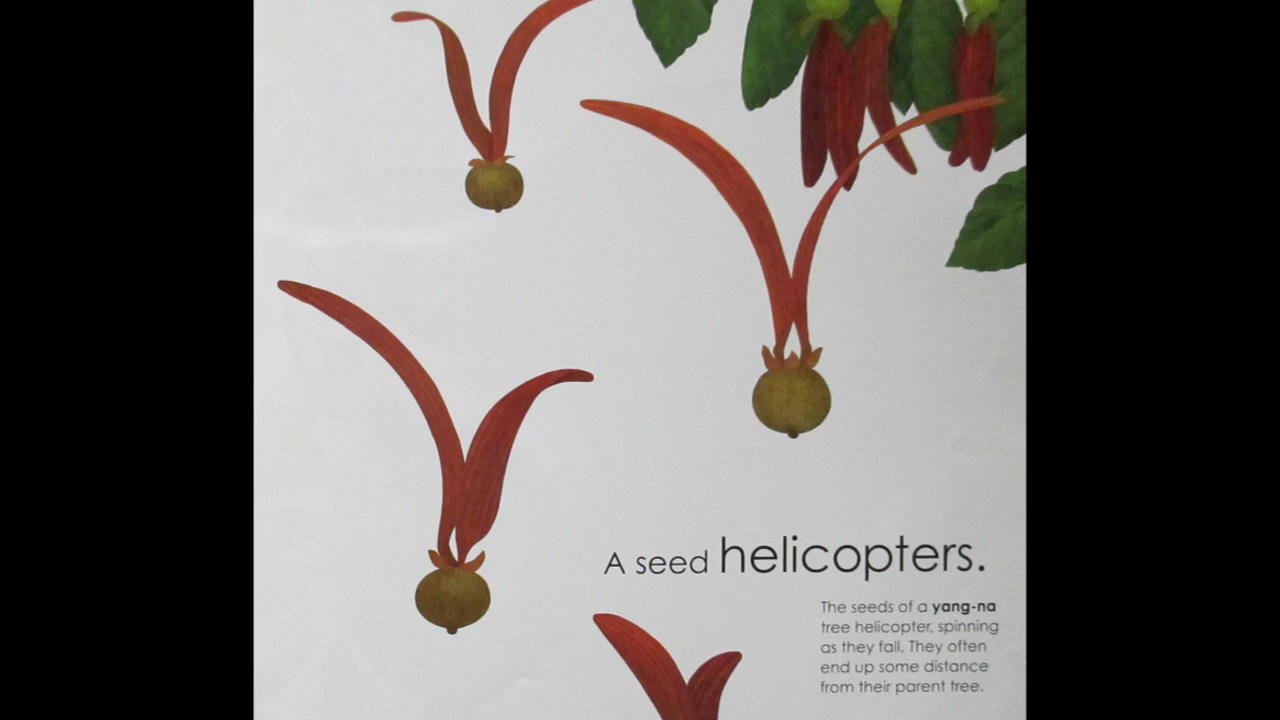 A seed helicopters.
The seeds of a yang-na
tree helicopter, spinning
as they fall. They often
end up some distance
from their parent tree.